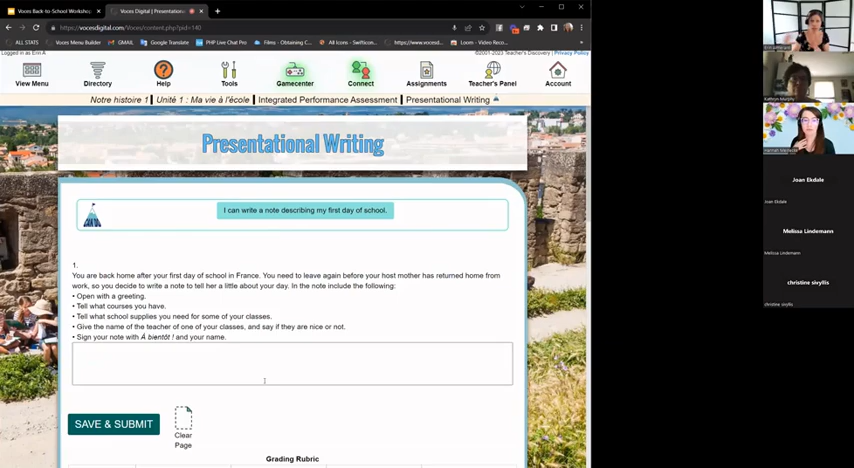 Voces Back-to-School Workshop
Voces Digital | Presentation
https://vocesdigital.com/Voces/content.php?pid=140
ALL STATS
Voces Menu Builder
GMAIL
Google Translate
PHP Live Chat Pro
Films - Obtaining C...
All Icons - Swifticon...
https://www.vocesd...
Loom - Video Reco...
Logged in as Erin A
©2001-2023 Teacher's Discovery | Privacy Policy
View Menu
Directory
Help
Tools
Gamecenter
Connect
Assignments
Teacher's Panel
Account
Notre histoire 1 | Unité 1 : Ma vie à l'école | Integrated Performance Assessment | Presentational Writing
Presentational Writing
I can write a note describing my first day of school.
1.
You are back home after your first day of school in France. You need to leave again before your host mother has returned home from
work, so you decide to write a note to tell her a little about your day. In the note include the following:
• Open with a greeting.
• Tell what courses you have.
• Tell what school supplies you need for some of your classes.
• Give the name of the teacher of one of your classes, and say if they are nice or not.
• Sign your note with À bientôt ! and your name.
SAVE & SUBMIT
Clear
Page
Grading Rubric
Kathryn Murphy
Joan Ekdale
Joan Ekdale
Melissa Lindemann
Melissa Lindemann
christine sivyllis
christine sivyllis